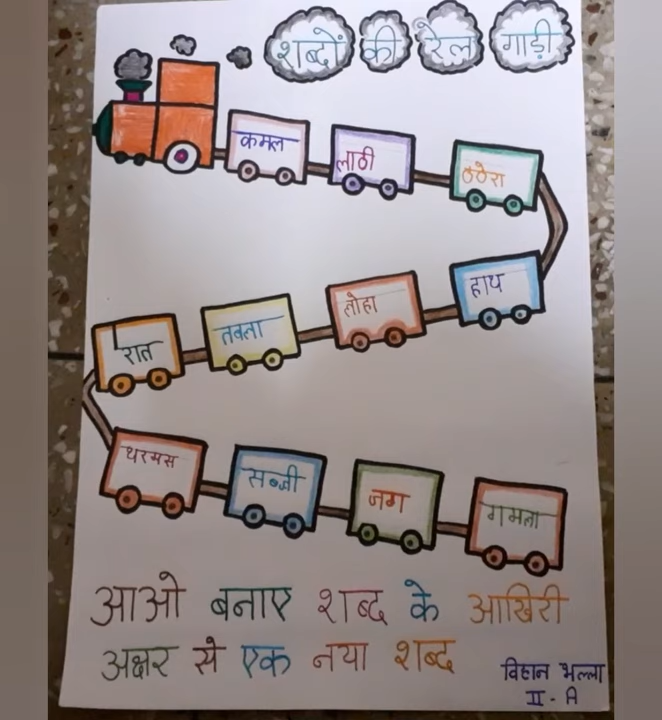 शब्दों की रेल गाड़ी
कमल लाठी ठठेरा
रात तबला लोहा हाथ
थरमस सब्जी जग गमला
आओ बनाए शब्द के आखिरी
अक्षर से एक नया शब्द
विहान भल्ला
II - A